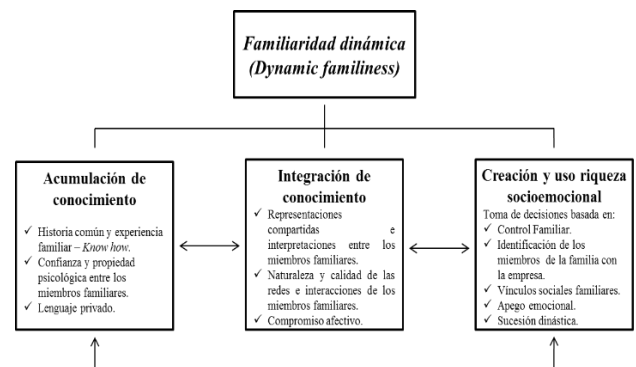 Familiaridad dinámica
(Dynamic familiness)
Acumulación de
conocimiento
✓ Historia común y experiencia
familiar – Know how.
✓ Confianza y propiedad
psicológica entre los
miembros familiares.
✓ Lenguaje privado.
Integración de
conocimiento
✓ Representaciones
compartidas e
interpretaciones entre los
miembros familiares.
✓ Naturaleza y calidad de las
redes e interacciones de los
miembros familiares.
✓ Compromiso afectivo.
Creación y uso riqueza
socioemocional
Toma de decisiones basada en:
✓ Control Familiar.
✓ Identificación de los
miembros de la familia con
la empresa.
✓ Vínculos sociales familiares.
✓ Apego emocional.
✓ Sucesión dinástica.